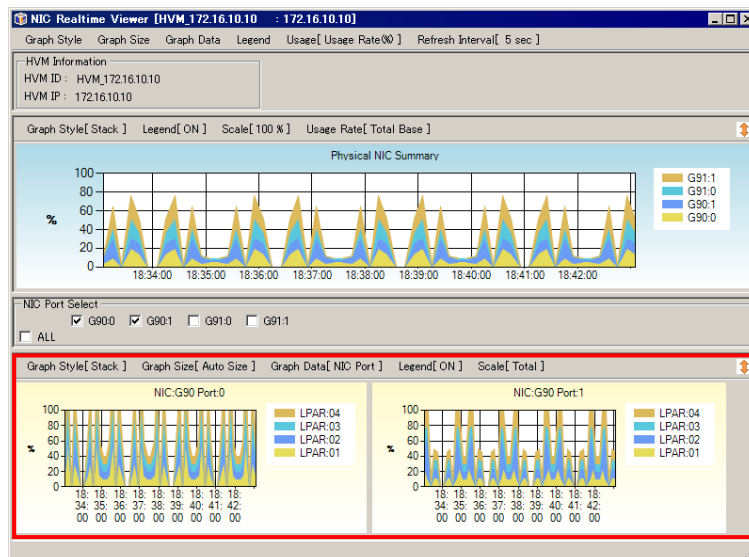 NIC Realtime Viewer [HVM_172.16.10.10 : 172.16.10.10]
Graph Style Graph Size Graph Data Legend Usage[ Usage Rate(%) ] Refresh Interval[ 5 sec ]
HVM Information
HVM ID : HVM_172.16.10.10
HVM IP : 172.16.10.10
Graph Style[ Stack ] Legend[ ON ] Scale[ 100 % ] Usage Rate[ Total Base ]
Physical NIC Summary
100
80
60
40
20
0
%
18:34:00 18:35:00 18:36:00 18:37:00 18:38:00 18:39:00 18:40:00 18:41:00 18:42:00
G91:1
G91:0
G90:1
G90:0
NIC Port Select
G90:0 G90:1 G91:0 G91:1
ALL
Graph Style[ Stack ] Graph Size[ Auto Size ] Graph Data[ NIC Port ] Legend[ ON ] Scale[ Total ]
NIC:G90 Port:0
100
80
60
40
20
0
%
18: 18: 18: 18: 18: 18: 18: 18: 18:
34: 35: 36: 37: 38: 39: 40: 41: 42:
00 00 00 00 00 00 00 00 00
LPAR:04
LPAR:03
LPAR:02
LPAR:01
NIC:G90 Port:1
100
80
60
40
20
0
%
18: 18: 18: 18: 18: 18: 18: 18: 18:
34: 35: 36: 37: 38: 39: 40: 41: 42:
00 00 00 00 00 00 00 00 00
LPAR:04
LPAR:03
LPAR:02
LPAR:01